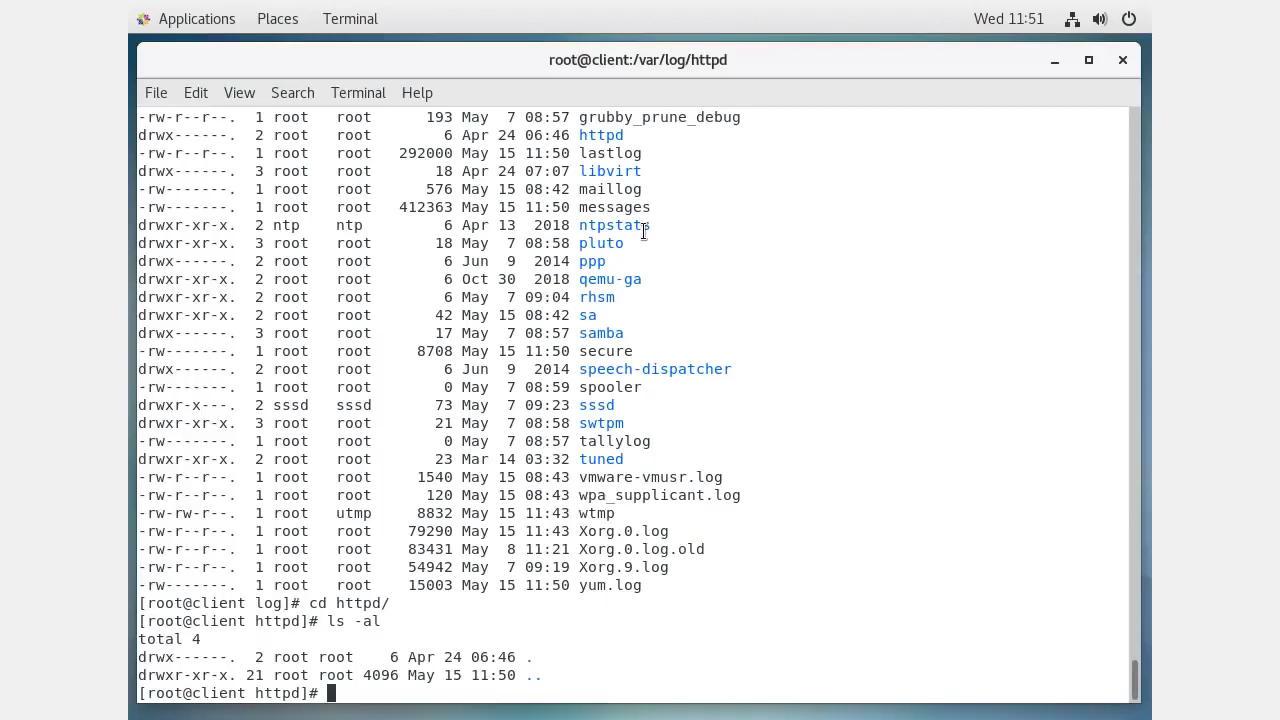 Applications Places Terminal Wed 11:51
root@client:/var/log/httpd
File Edit View Search Terminal Help
-rw-r--r--.  1 root   root      193 May  7 08:57 grubby_prune_debug
drwx------.  2 root   root        6 Apr 24 06:46 httpd
-rw-r--r--.  1 root   root   292000 May 15 11:50 lastlog
drwx------.  3 root   root       18 Apr 24 07:07 libvirt
-rw-------.  1 root   root      576 May 15 08:42 maillog
-rw-------.  1 root   root   412363 May 15 11:50 messages
drwxr-xr-x.  2 ntp    ntp         6 Apr 13  2018 ntpstats
drwxr-xr-x.  3 root   root       18 May  7 08:58 pluto
drwx------.  2 root   root        6 Jun  9  2014 ppp
drwxr-xr-x.  2 root   root        6 Oct 30  2018 qemu-ga
drwxr-xr-x.  2 root   root        6 May  7 09:04 rhsm
drwxr-xr-x.  2 root   root       42 May 15 08:42 sa
drwx------.  3 root   root       17 May  7 08:57 samba
-rw-------.  1 root   root     8708 May 15 11:50 secure
drwx------.  2 root   root        6 Jun  9  2014 speech-dispatcher
-rw-------.  1 root   root        0 May  7 08:59 spooler
drwxr-x---.  2 sssd   sssd       73 May  7 09:23 sssd
drwxr-xr-x.  3 root   root       21 May  7 08:58 swtpm
-rw-------.  1 root   root        0 May  7 08:57 tallylog
drwxr-xr-x.  2 root   root       23 Mar 14 03:32 tuned
-rw-r--r--.  1 root   root     1540 May 15 08:43 vmware-vmusr.log
-rw-r--r--.  1 root   root      120 May 15 08:43 wpa_supplicant.log
-rw-rw-r--.  1 root   utmp     8832 May 15 11:43 wtmp
-rw-r--r--.  1 root   root    79290 May 15 11:43 Xorg.0.log
-rw-r--r--.  1 root   root    83431 May  8 11:21 Xorg.0.log.old
-rw-r--r--.  1 root   root    54942 May  7 09:19 Xorg.9.log
-rw-------.  1 root   root    15003 May 15 11:50 yum.log
[root@client log]# cd httpd/
[root@client httpd]# ls -al
total 4
drwx------.  2 root root    6 Apr 24 06:46 .
drwxr-xr-x. 21 root root 4096 May 15 11:50 ..
[root@client httpd]#